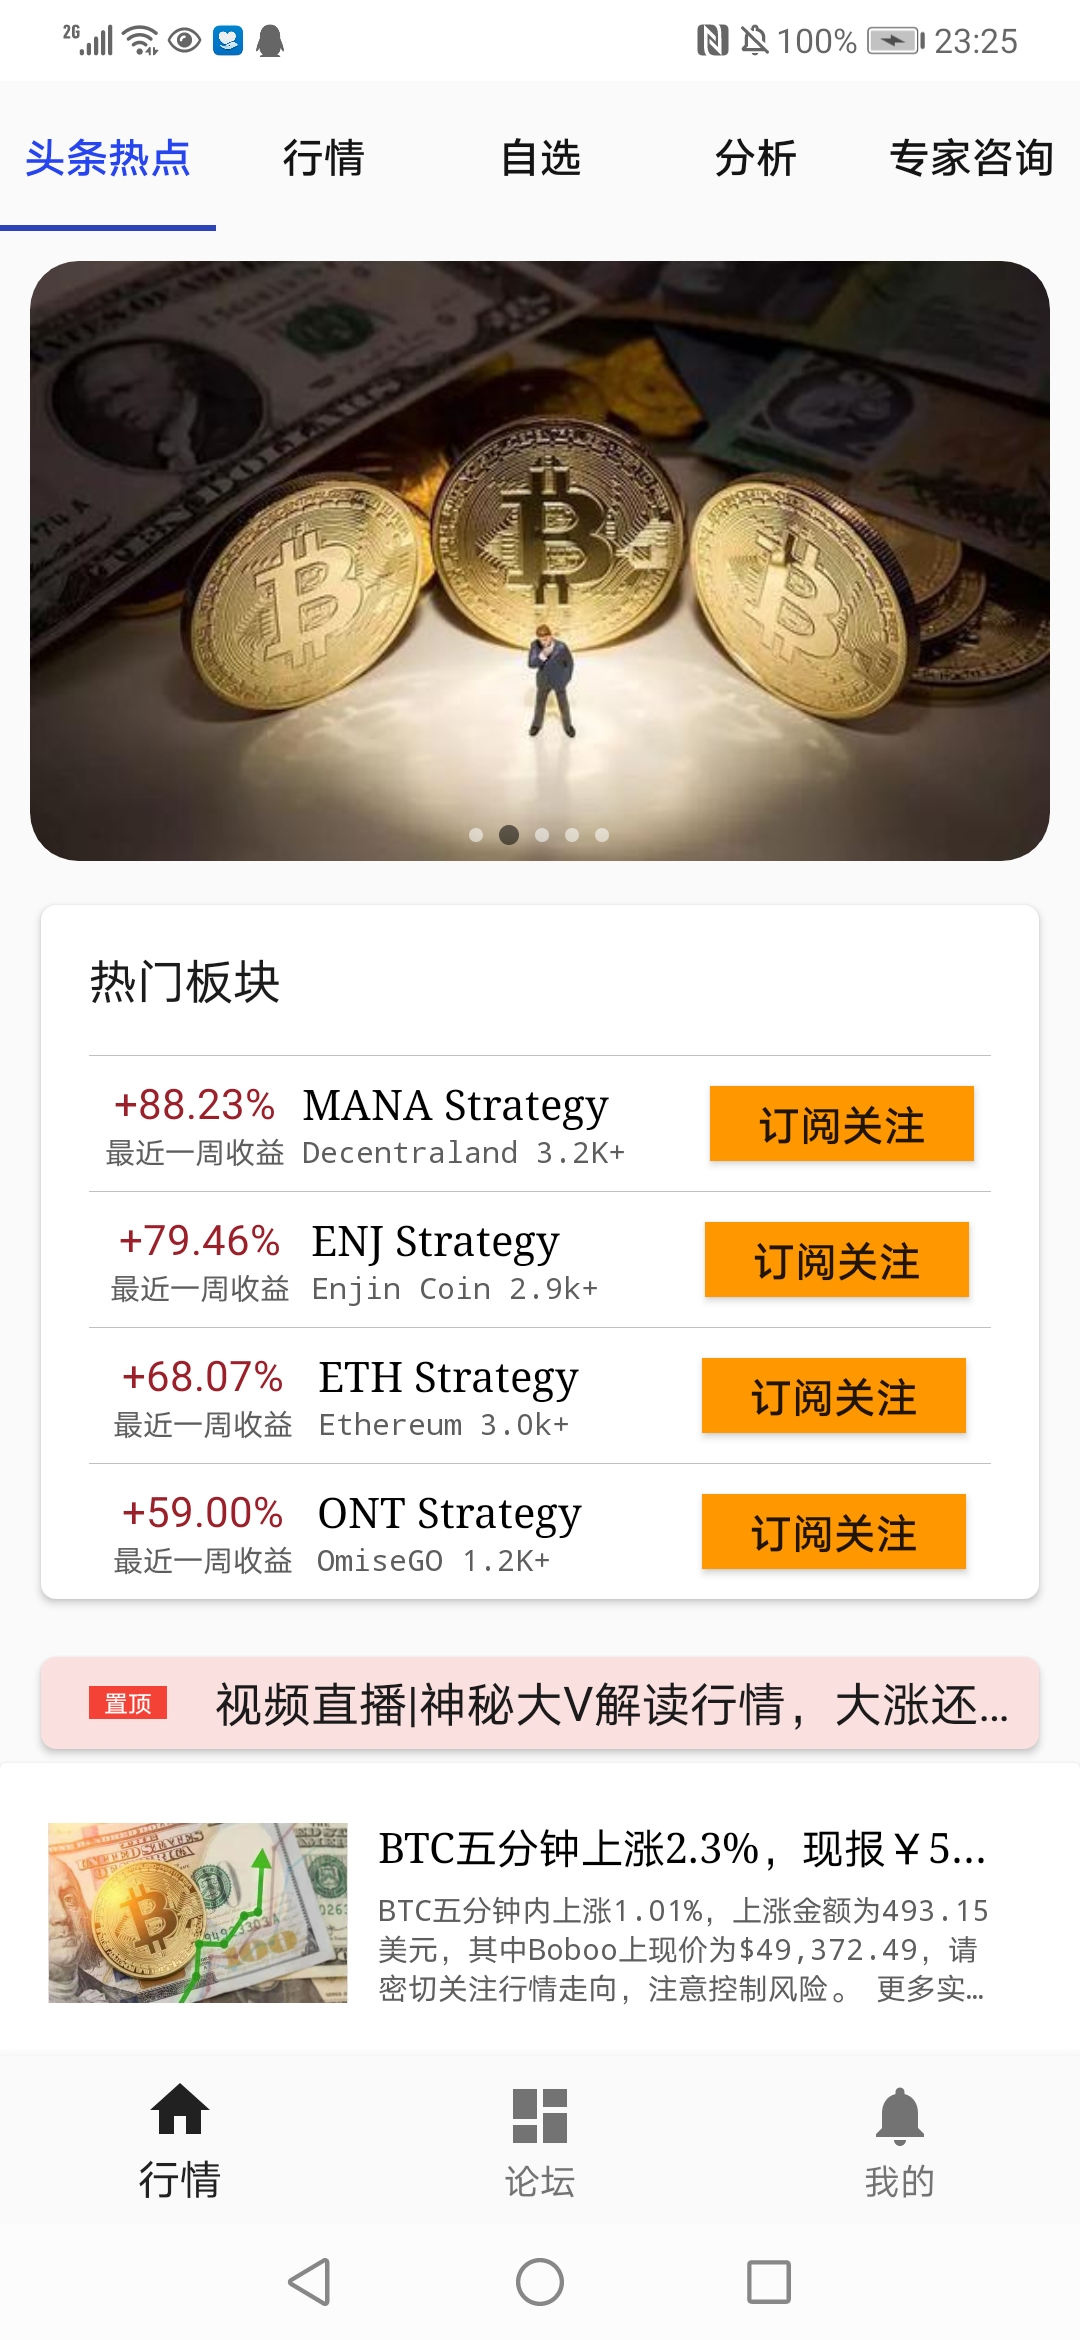 2G 100% 23:25
头条热点 行情 自选 分析 专家咨询
热门板块
+88.23% MANA Strategy 订阅关注
最近一周收益 Decentraland 3.2K+
+79.46% ENJ Strategy 订阅关注
最近一周收益 Enjin Coin 2.9k+
+68.07% ETH Strategy 订阅关注
最近一周收益 Ethereum 3.0k+
+59.00% ONT Strategy 订阅关注
最近一周收益 OmiseGO 1.2K+
置顶 视频直播|神秘大V解读行情，大涨还...
BTC五分钟上涨2.3%，现报￥5...
BTC五分钟内上涨1.01%，上涨金额为493.15
美元，其中Boboo上现价为$49,372.49，请
密切关注行情走向，注意控制风险。 更多实...
行情 论坛 我的